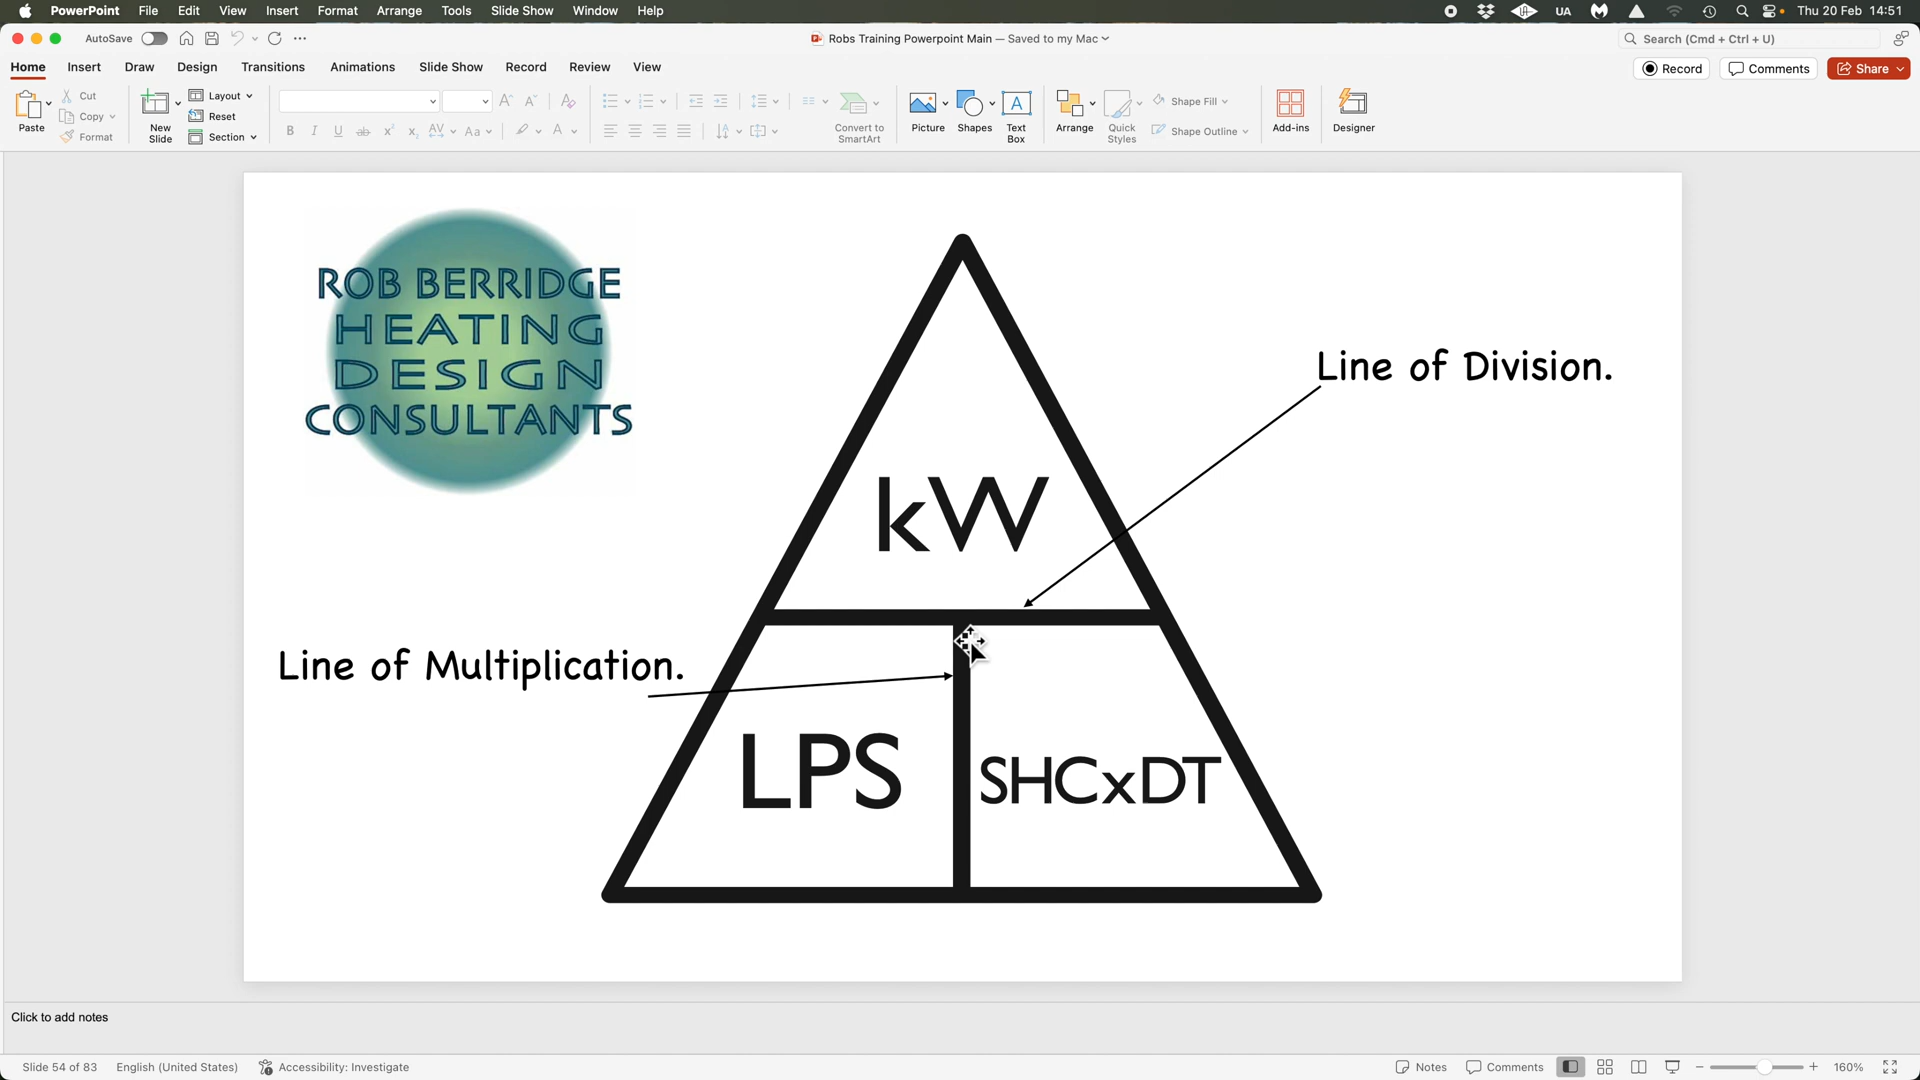 PowerPoint File Edit View Insert Format Arrange Tools Slide Show Window Help UA Thu 20 Feb 14:51
AutoSave Robs Training Powerpoint Main — Saved to my Mac Search (Cmd + Ctrl + U)
Home Insert Draw Design Transitions Animations Slide Show Record Review View Record Comments Share
Paste Cut Copy Format New Slide Layout Reset Section Convert to SmartArt Picture Shapes Text Box Arrange Quick Styles Shape Fill Shape Outline Add-ins Designer
ROB BERRIDGE
HEATING
DESIGN
CONSULTANTS
Line of Division.
kW
Line of Multiplication.
LPS
SHCxDT
Click to add notes
Slide 54 of 83 English (United States) Accessibility: Investigate Notes Comments 160%